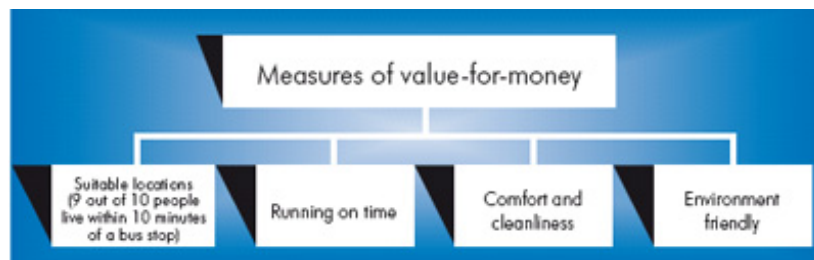 Measures of value-for-money
Suitable locations
(9 out of 10 people
live within 10 minutes
of a bus stop)
Running on time
Comfort and
cleanliness
Environment
friendly